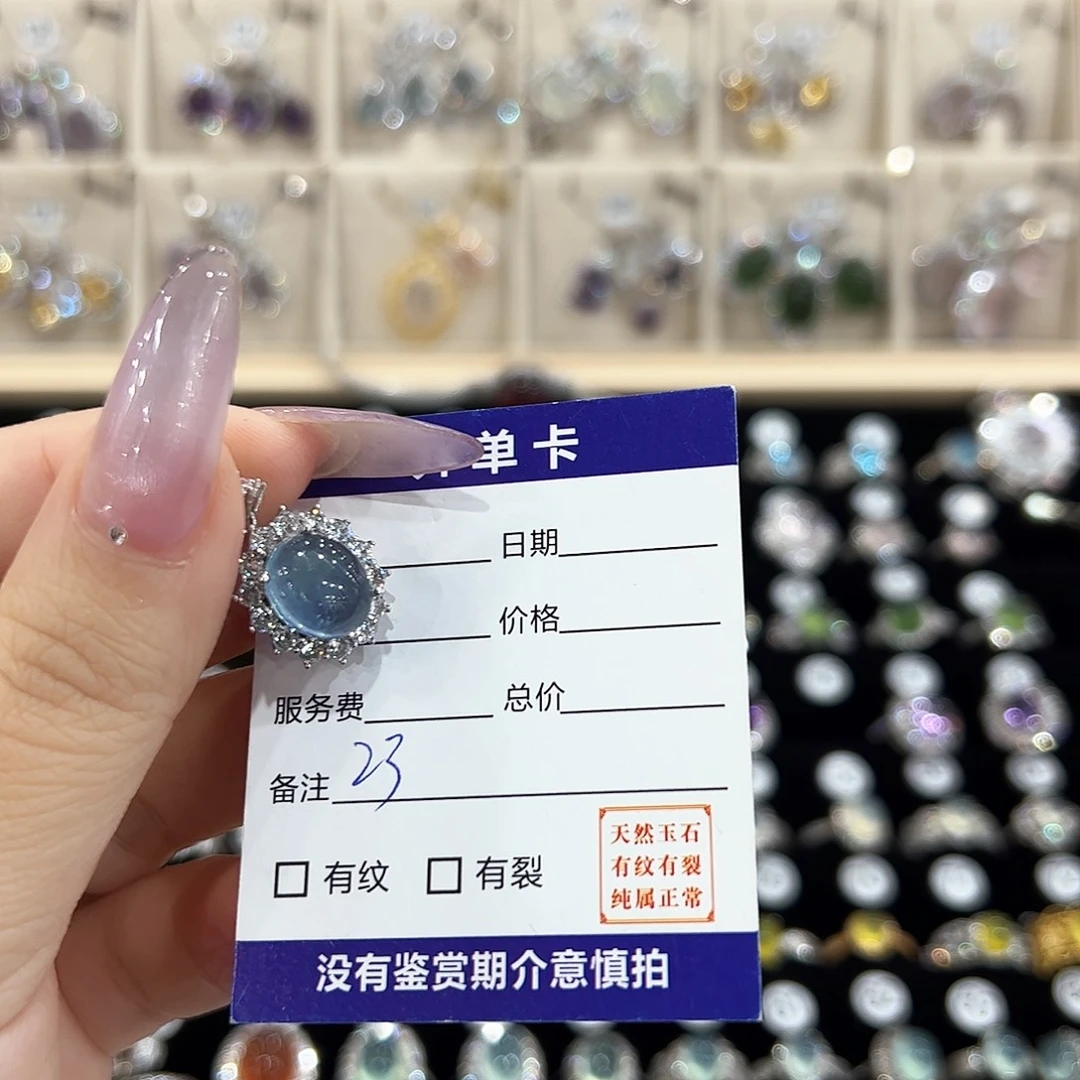 单卡
日期
价格
服务费 总价
备注 23
有纹 有裂
天然玉石
有纹有裂
纯属正常
没有鉴赏期介意慎拍